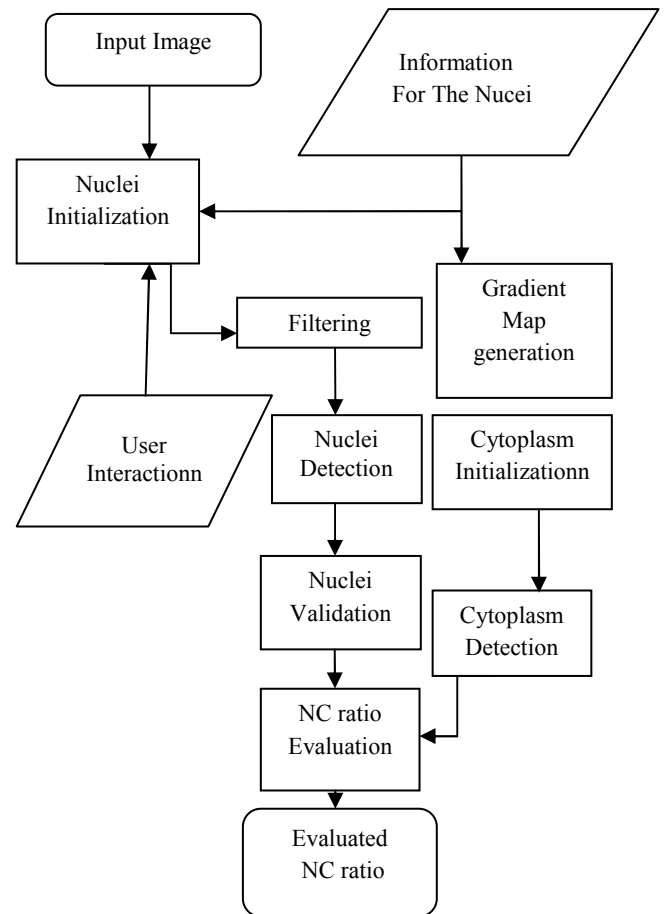 Input Image
Information
For The Nucei
Nuclei
Initialization
Gradient
Map
generation
Filtering
User
Interactionn
Nuclei
Detection
Cytoplasm
Initializationn
Nuclei
Validation
Cytoplasm
Detection
NC ratio
Evaluation
Evaluated
NC ratio